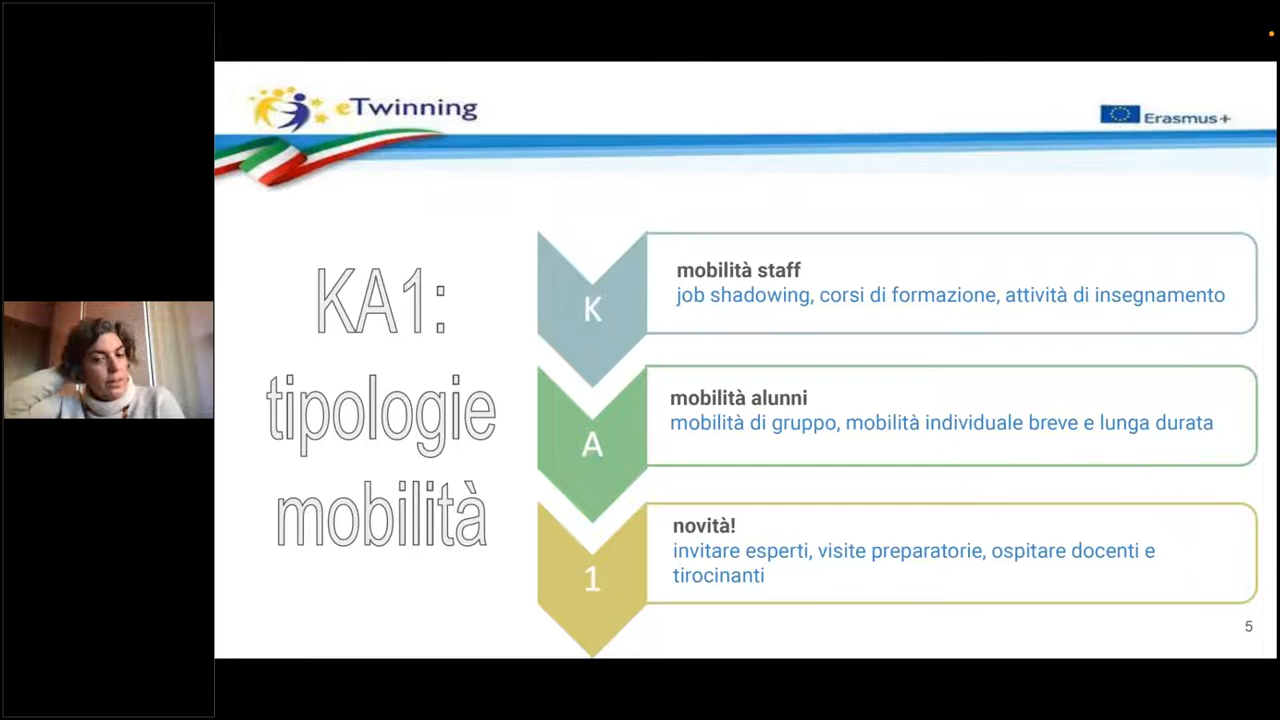 eTwinning
Erasmus+
KA1:
tipologie
mobilità
K
mobilità staff
job shadowing, corsi di formazione, attività di insegnamento
A
mobilità alunni
mobilità di gruppo, mobilità individuale breve e lunga durata
1
novità!
invitare esperti, visite preparatorie, ospitare docenti e
tirocinanti
5